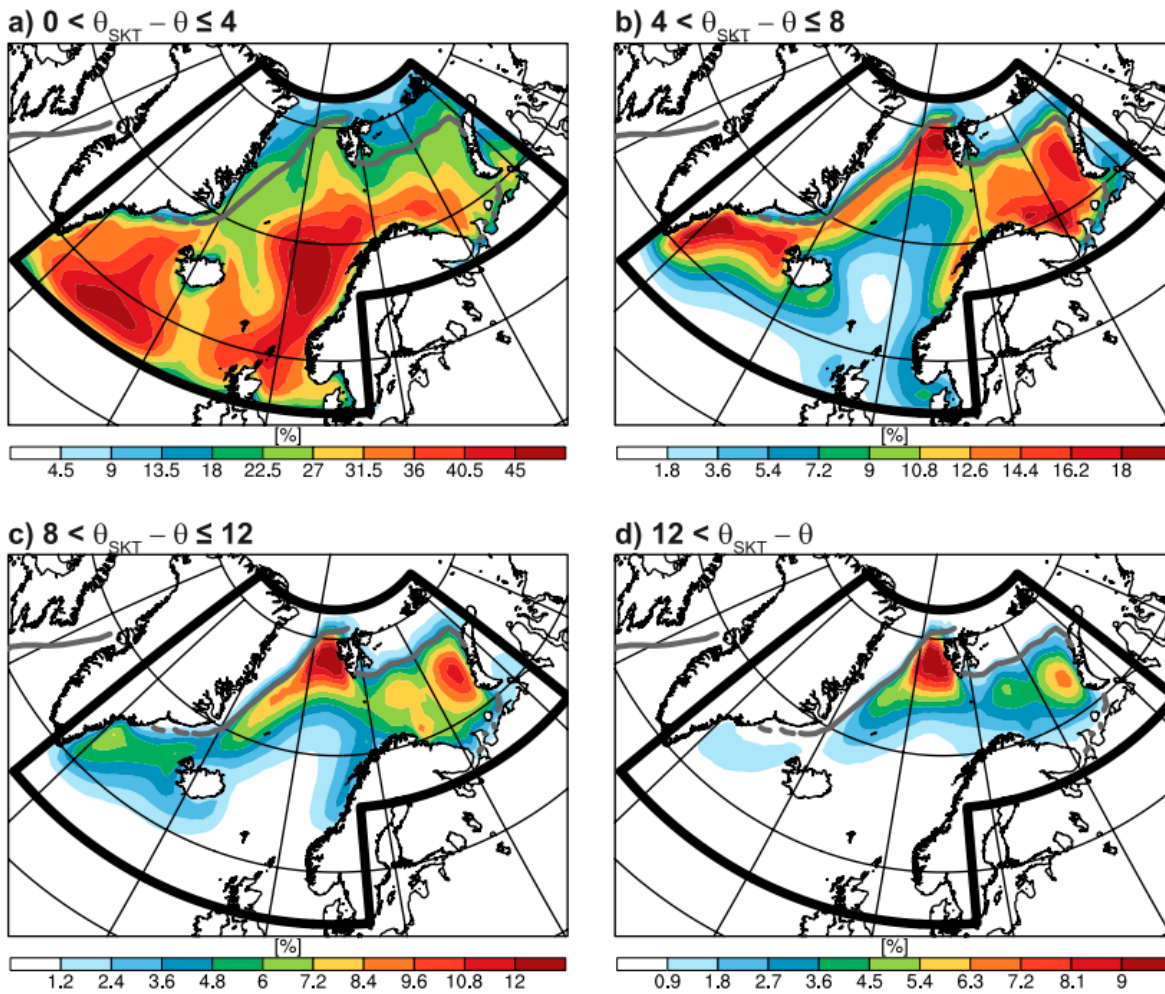 a) 0 < θSKT − θ ≤ 4
b) 4 < θSKT − θ ≤ 8
[%]
4.5 9 13.5 18 22.5 27 31.5 36 40.5 45
[%]
1.8 3.6 5.4 7.2 9 10.8 12.6 14.4 16.2 18
c) 8 < θSKT − θ ≤ 12
d) 12 < θSKT − θ
[%]
1.2 2.4 3.6 4.8 6 7.2 8.4 9.6 10.8 12
[%]
0.9 1.8 2.7 3.6 4.5 5.4 6.3 7.2 8.1 9